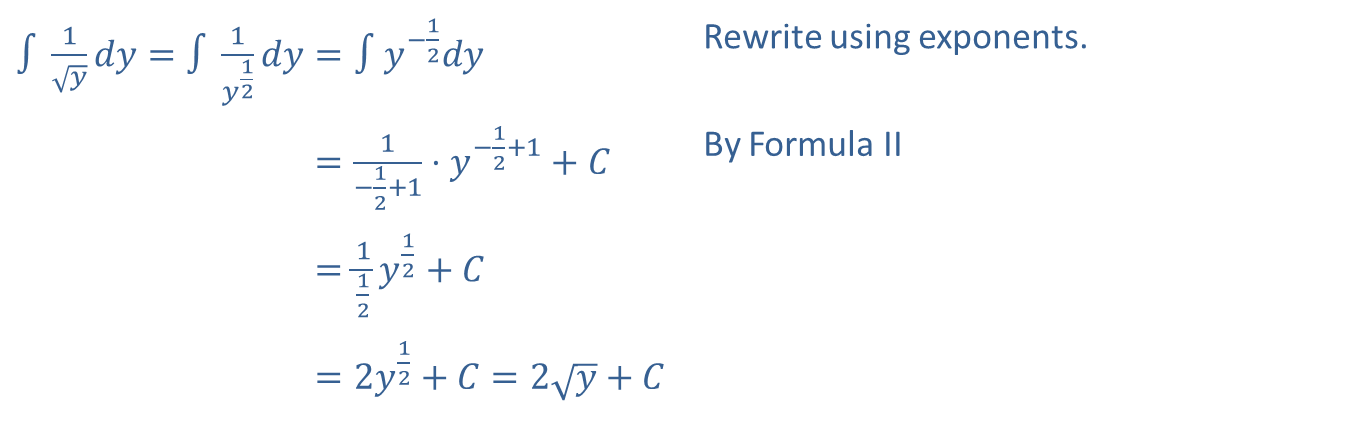 ∫ 1/√y dy = ∫ 1/y^(1/2) dy = ∫ y^(-1/2) dy Rewrite using exponents.
= 1/(-1/2+1) · y^(-1/2+1) + C By Formula II
= 1/(1/2) y^(1/2) + C
= 2y^(1/2) + C = 2√y + C